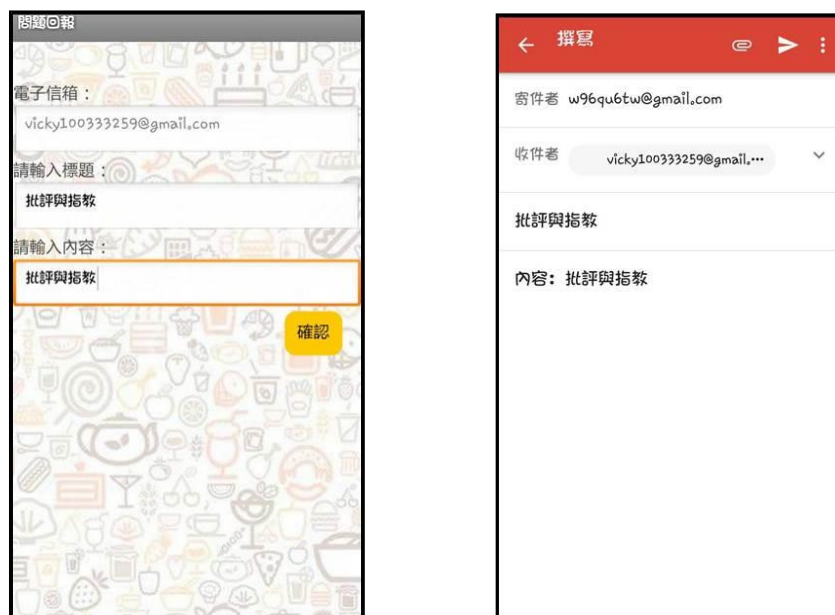 問題回報
電子信箱：
vicky100333259@gmail.com
請輸入標題：
批評與指教
請輸入內容：
批評與指教
確認
撰寫
寄件者 w96qu6tw@gmail.com
收件者 vicky100333259@gmail.…
批評與指教
內容: 批評與指教